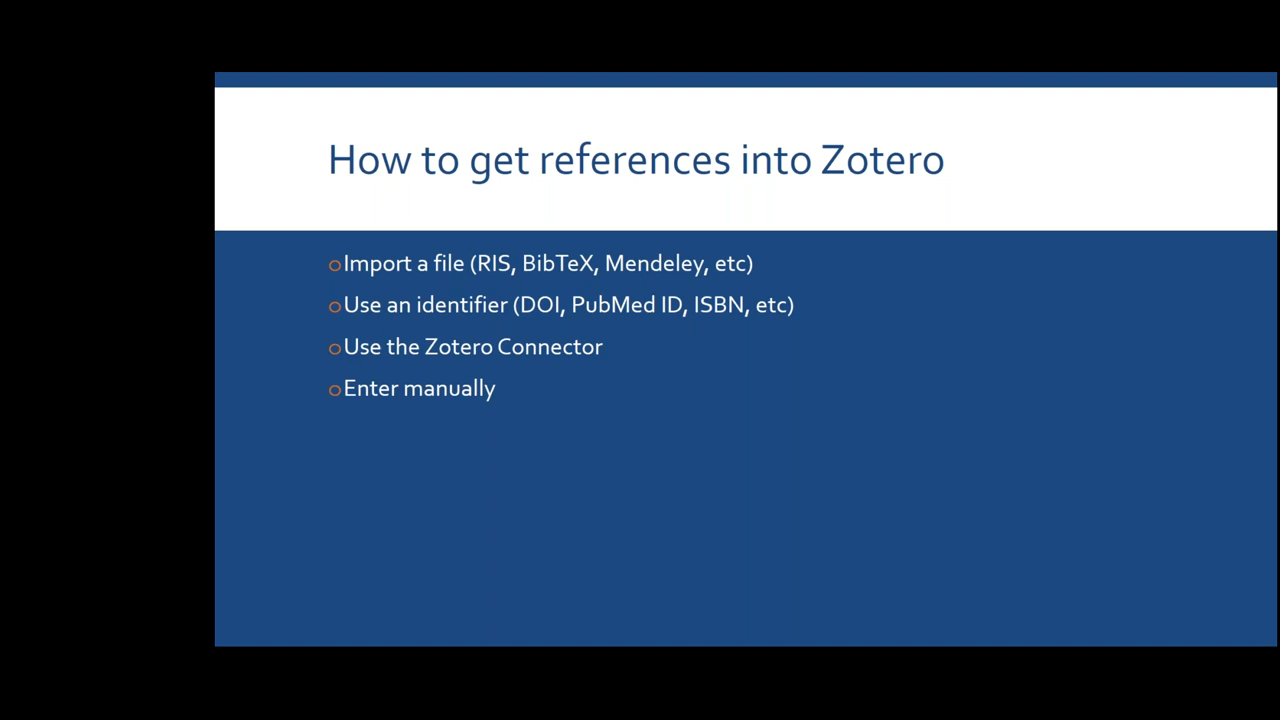 How to get references into Zotero
Import a file (RIS, BibTeX, Mendeley, etc)
Use an identifier (DOI, PubMed ID, ISBN, etc)
Use the Zotero Connector
Enter manually